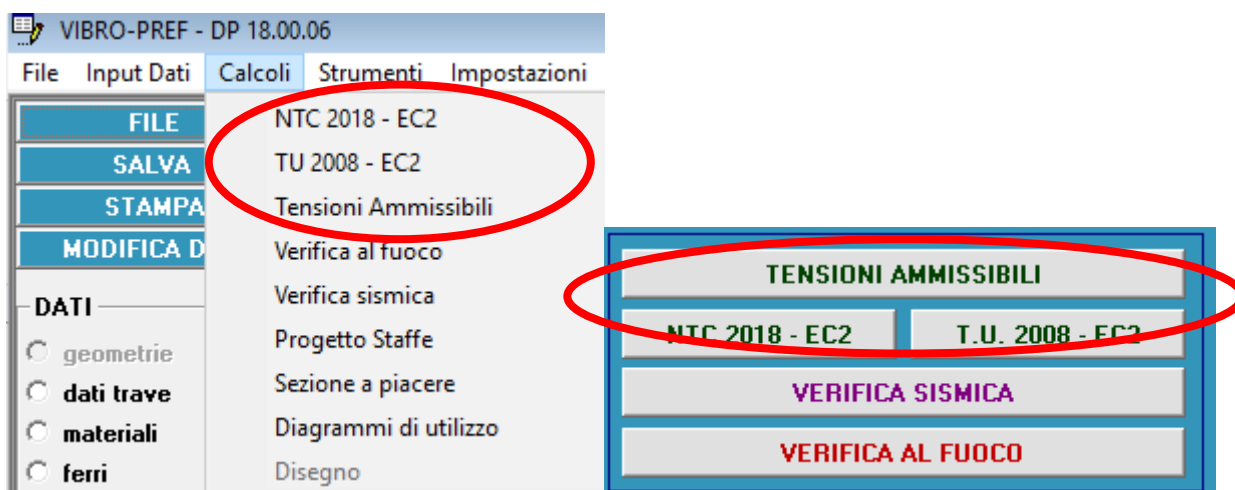 VIBRO-PREF - DP 18.00.06
File Input Dati Calcoli Strumenti Impostazioni
FILE
SALVA
STAMPA
MODIFICA D
DATI
geometrie
dati trave
materiali
ferri
NTC 2018 - EC2
TU 2008 - EC2
Tensioni Ammissibili
Verifica al fuoco
Verifica sismica
Progetto Staffe
Sezione a piacere
Diagrammi di utilizzo
Disegno
TENSIONI AMMISSIBILI
NTC 2018 - EC2 T.U. 2008 - EC2
VERIFICA SISMICA
VERIFICA AL FUOCO